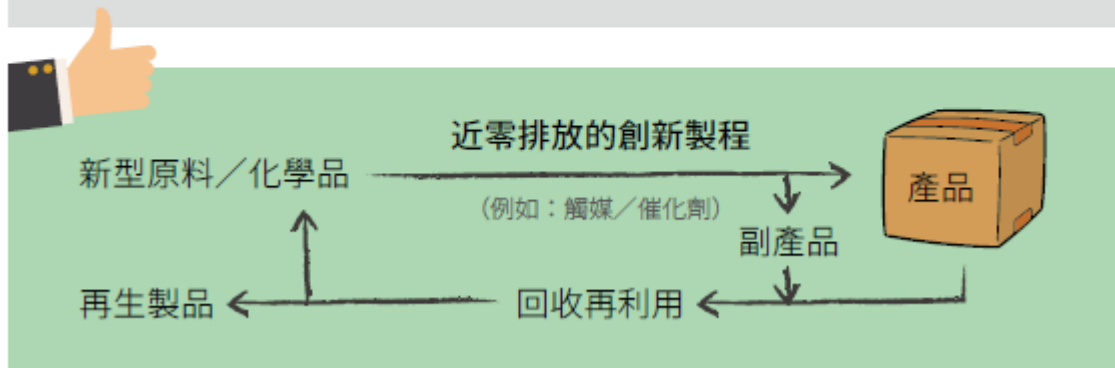 近零排放的創新製程
新型原料／化學品
產品
（例如：觸媒／催化劑）
副產品
再生製品
回收再利用